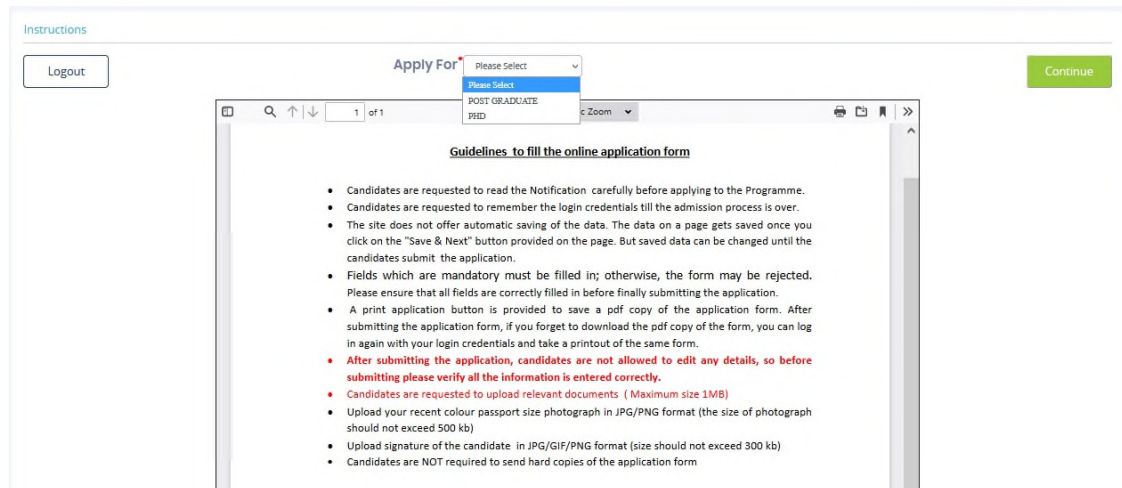 Instructions
Logout
Apply For* Please Select
Continue
Please Select
POST GRADUATE
PHD
1 of 1
c Zoom
Guidelines to fill the online application form
• Candidates are requested to read the Notification carefully before applying to the Programme.
• Candidates are requested to remember the login credentials till the admission process is over.
• The site does not offer automatic saving of the data. The data on a page gets saved once you
click on the "Save & Next" button provided on the page. But saved data can be changed until the
candidates submit the application.
• Fields which are mandatory must be filled in; otherwise, the form may be rejected.
Please ensure that all fields are correctly filled in before finally submitting the application.
• A print application button is provided to save a pdf copy of the application form. After
submitting the application form, if you forget to download the pdf copy of the form, you can log
in again with your login credentials and take a printout of the same form.
• After submitting the application, candidates are not allowed to edit any details, so before
submitting please verify all the information is entered correctly.
• Candidates are requested to upload relevant documents ( Maximum size 1MB)
• Upload your recent colour passport size photograph in JPG/PNG format (the size of photograph
should not exceed 500 kb)
• Upload signature of the candidate in JPG/GIF/PNG format (size should not exceed 300 kb)
• Candidates are NOT required to send hard copies of the application form